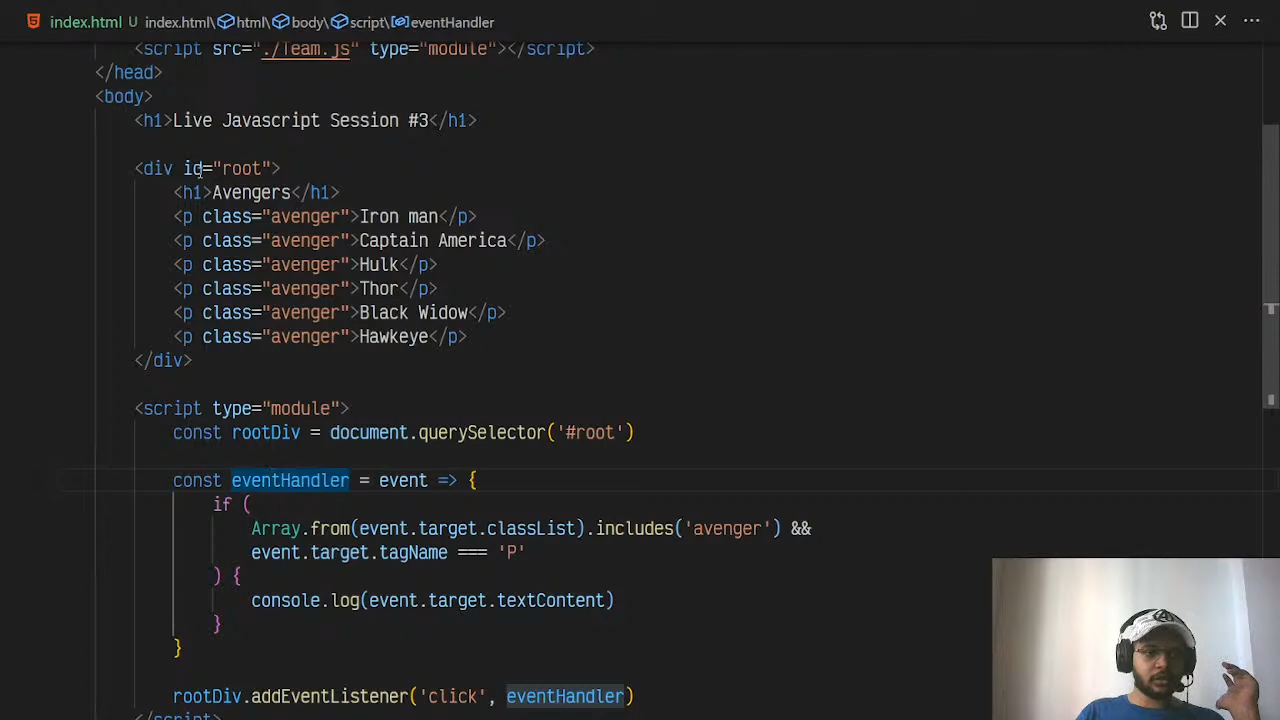 index.html U index.html\html\body\script\eventHandler
<script src="./Team.js" type="module"></script>
</head>
<body>
<h1>Live Javascript Session #3</h1>
<div id="root">
<h1>Avengers</h1>
<p class="avenger">Iron man</p>
<p class="avenger">Captain America</p>
<p class="avenger">Hulk</p>
<p class="avenger">Thor</p>
<p class="avenger">Black Widow</p>
<p class="avenger">Hawkeye</p>
</div>
<script type="module">
const rootDiv = document.querySelector('#root')
const eventHandler = event => {
if (
Array.from(event.target.classList).includes('avenger') &&
event.target.tagName === 'P'
) {
console.log(event.target.textContent)
}
}
rootDiv.addEventListener('click', eventHandler)
</script>